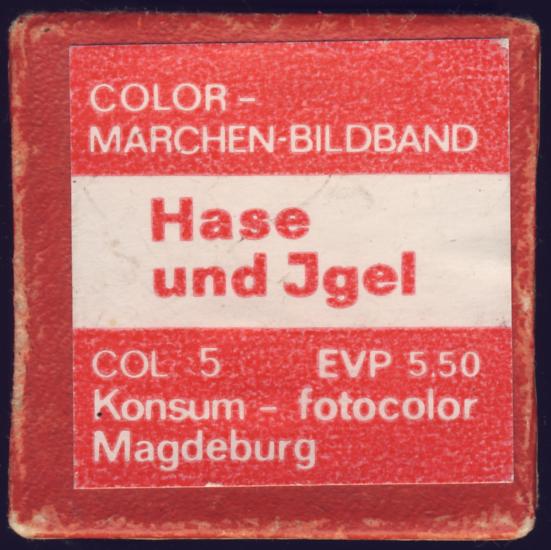 COLOR –
MARCHEN-BILDBAND
Hase
und Jgel
COL 5 EVP 5.50
Konsum – fotocolor
Magdeburg